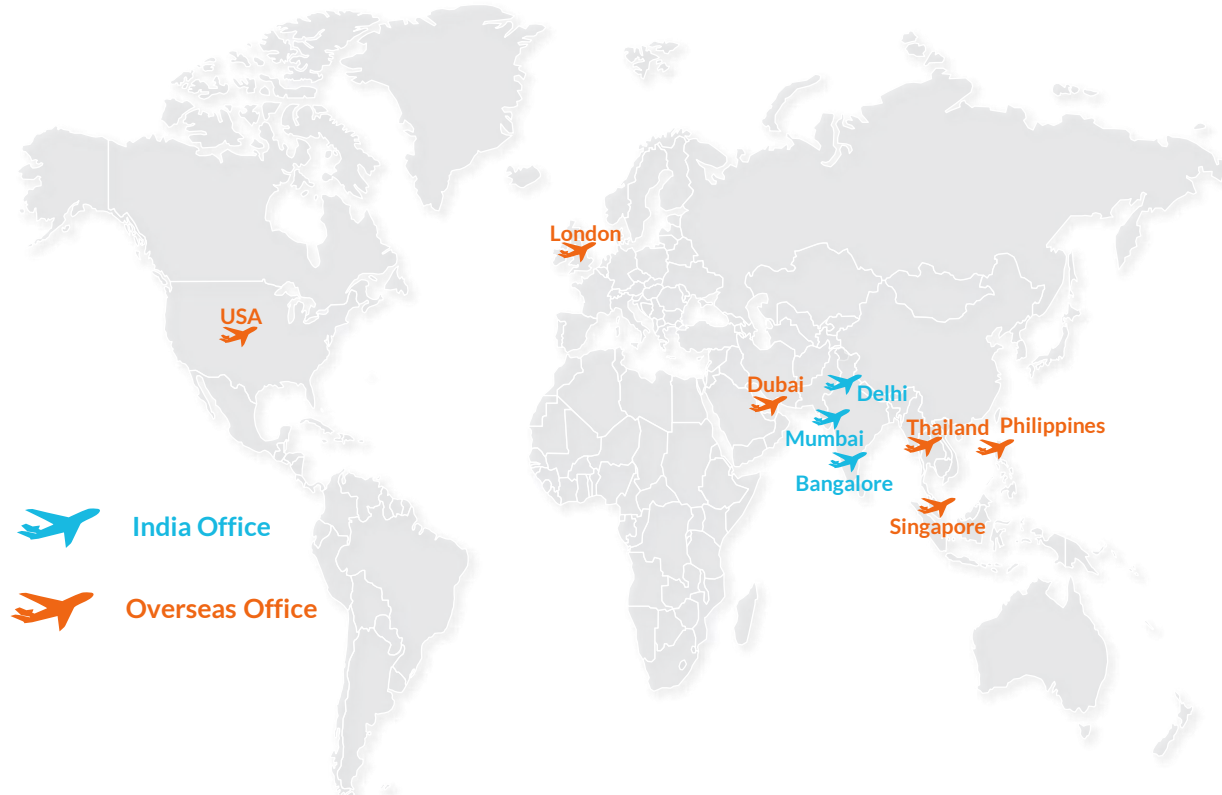 London
USA
Dubai
Delhi
Mumbai
Thailand
Philippines
Bangalore
Singapore
India Office
Overseas Office